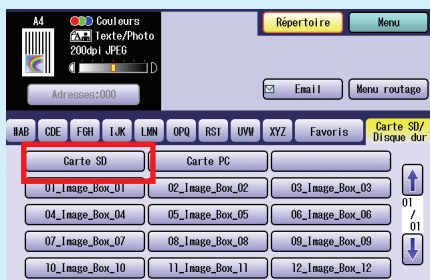 A4 Couleurs Répertoire Menu
Texte/Photo
200dpi JPEG
D
Adresses:000 Email Menu routage
#AB CDE FGH IJK LMN OPQ RST UVW XYZ Favoris Carte SD/
Disque dur
Carte SD Carte PC
01_Image_Box_01 02_Image_Box_02 03_Image_Box_03
04_Image_Box_04 05_Image_Box_05 06_Image_Box_06
01
/
01
07_Image_Box_07 08_Image_Box_08 09_Image_Box_09
10_Image_Box_10 11_Image_Box_11 12_Image_Box_12